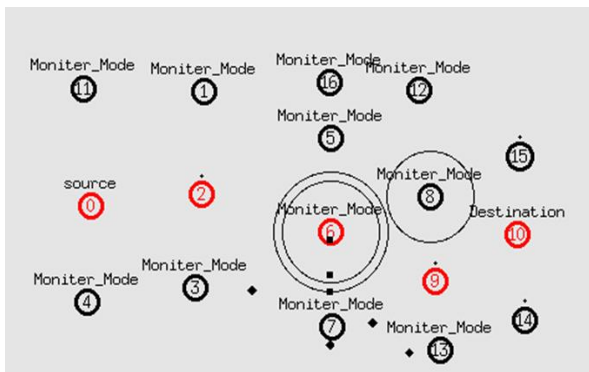 Moniter_Mode
11
Moniter_Mode
1
Moniter_Mode
16
Moniter_Mode
12
Moniter_Mode
5
15
source
0
2
Moniter_Mode
8
Moniter_Mode
6
Destination
10
Moniter_Mode
4
Moniter_Mode
3
9
Moniter_Mode
7
Moniter_Mode
13
14